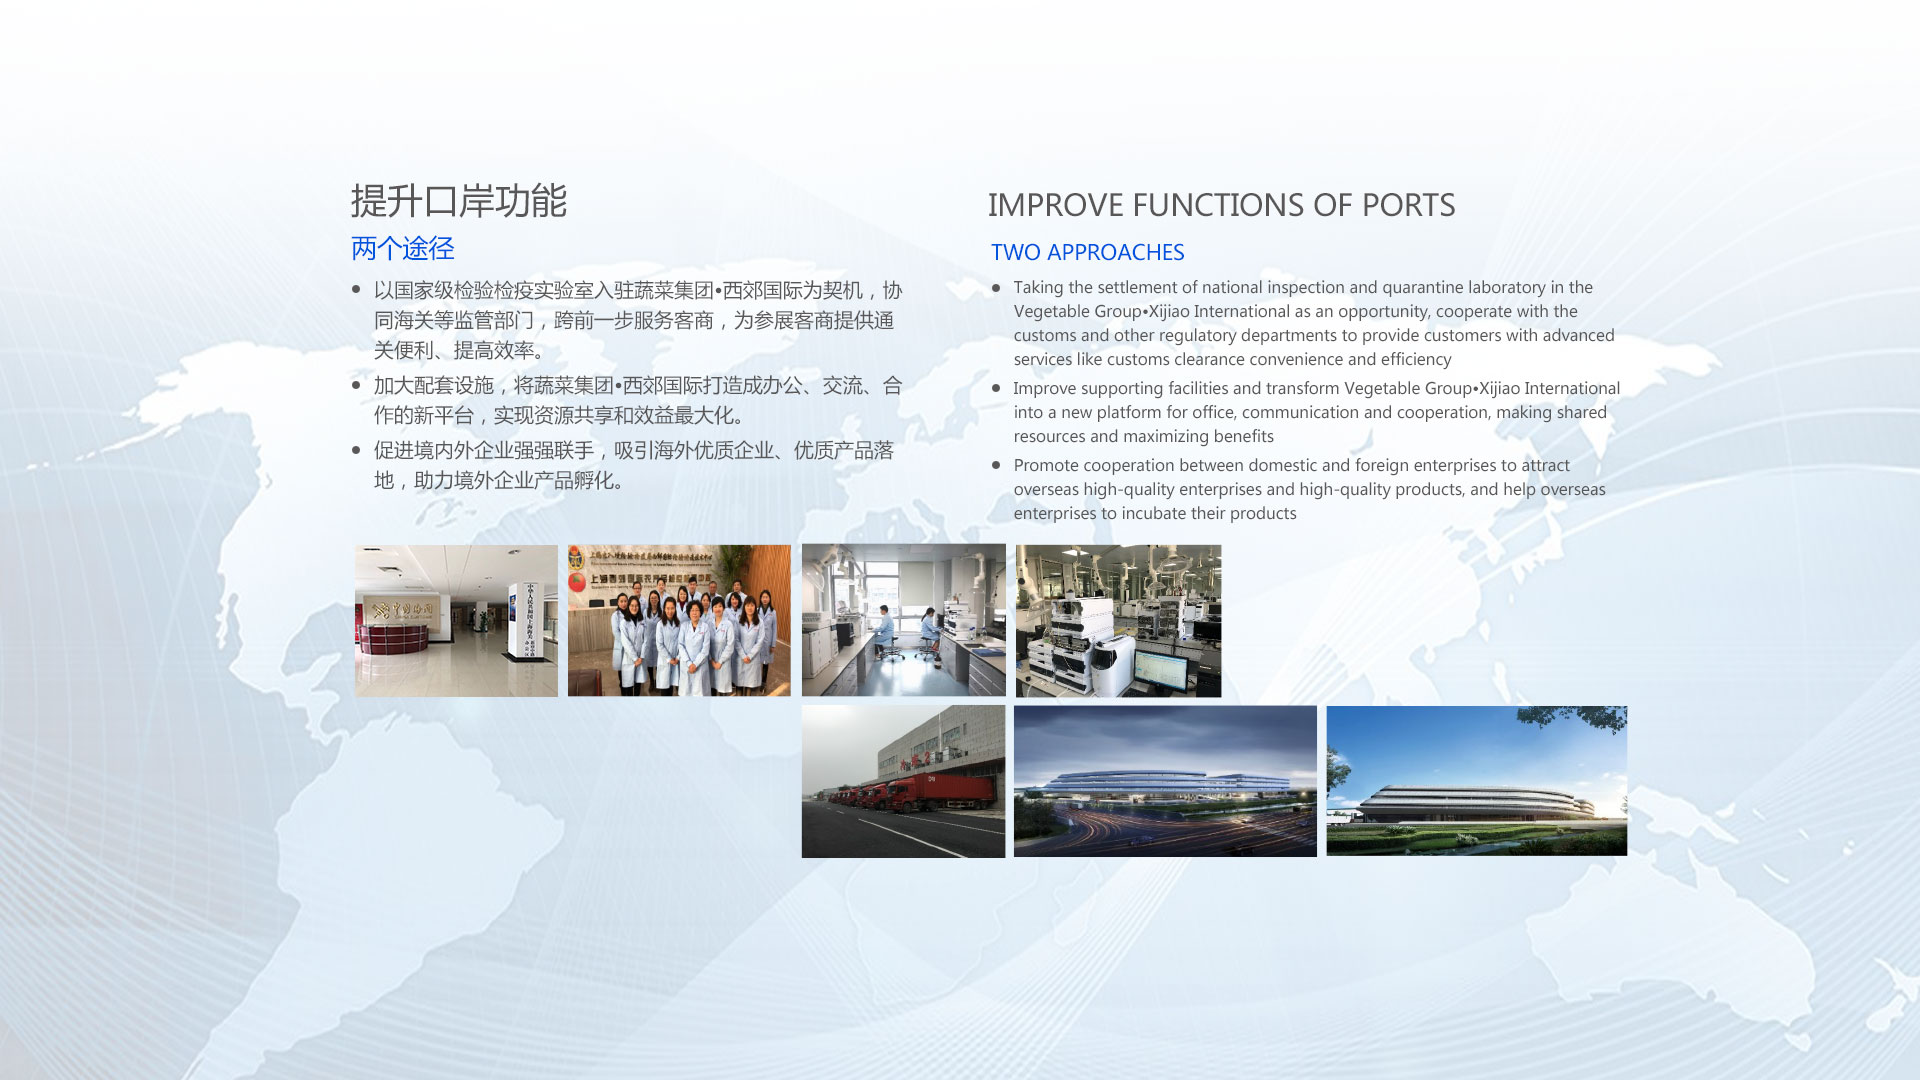 提升口岸功能
两个途径
• 以国家级检验检疫实验室入驻蔬菜集团•西郊国际为契机，协
同海关等监管部门，跨前一步服务客商，为参展客商提供通
关便利、提高效率。
• 加大配套设施，将蔬菜集团•西郊国际打造成办公、交流、合
作的新平台，实现资源共享和效益最大化。
• 促进境内外企业强强联手，吸引海外优质企业、优质产品落
地，助力境外企业产品孵化。
IMPROVE FUNCTIONS OF PORTS
TWO APPROACHES
• Taking the settlement of national inspection and quarantine laboratory in the
Vegetable Group•Xijiao International as an opportunity, cooperate with the
customs and other regulatory departments to provide customers with advanced
services like customs clearance convenience and efficiency
• Improve supporting facilities and transform Vegetable Group•Xijiao International
into a new platform for office, communication and cooperation, making shared
resources and maximizing benefits
• Promote cooperation between domestic and foreign enterprises to attract
overseas high-quality enterprises and high-quality products, and help overseas
enterprises to incubate their products
中国海关